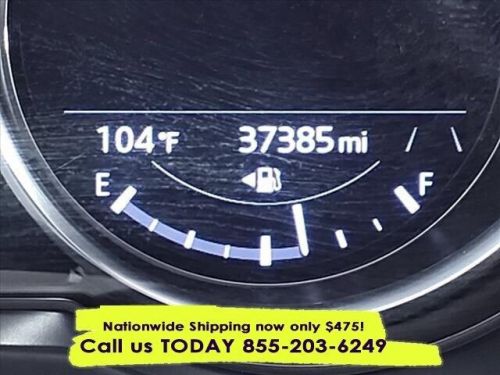 104°F 37385mi
E F
Nationwide Shipping now only $475!
Call us TODAY 855-203-6249